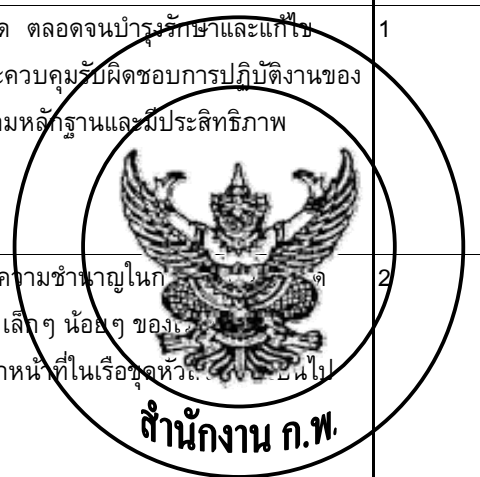 ตลอดจนบำรุงรักษาและแก้ไข 1
ควบคุมรับผิดชอบการปฏิบัติงานของ
หลักฐานและมีประสิทธิภาพ
ความชำนาญใน 2
เล็กๆ น้อยๆ ของ
หน้าที่ในเรือขุดหัว
สำนักงาน ก.พ.